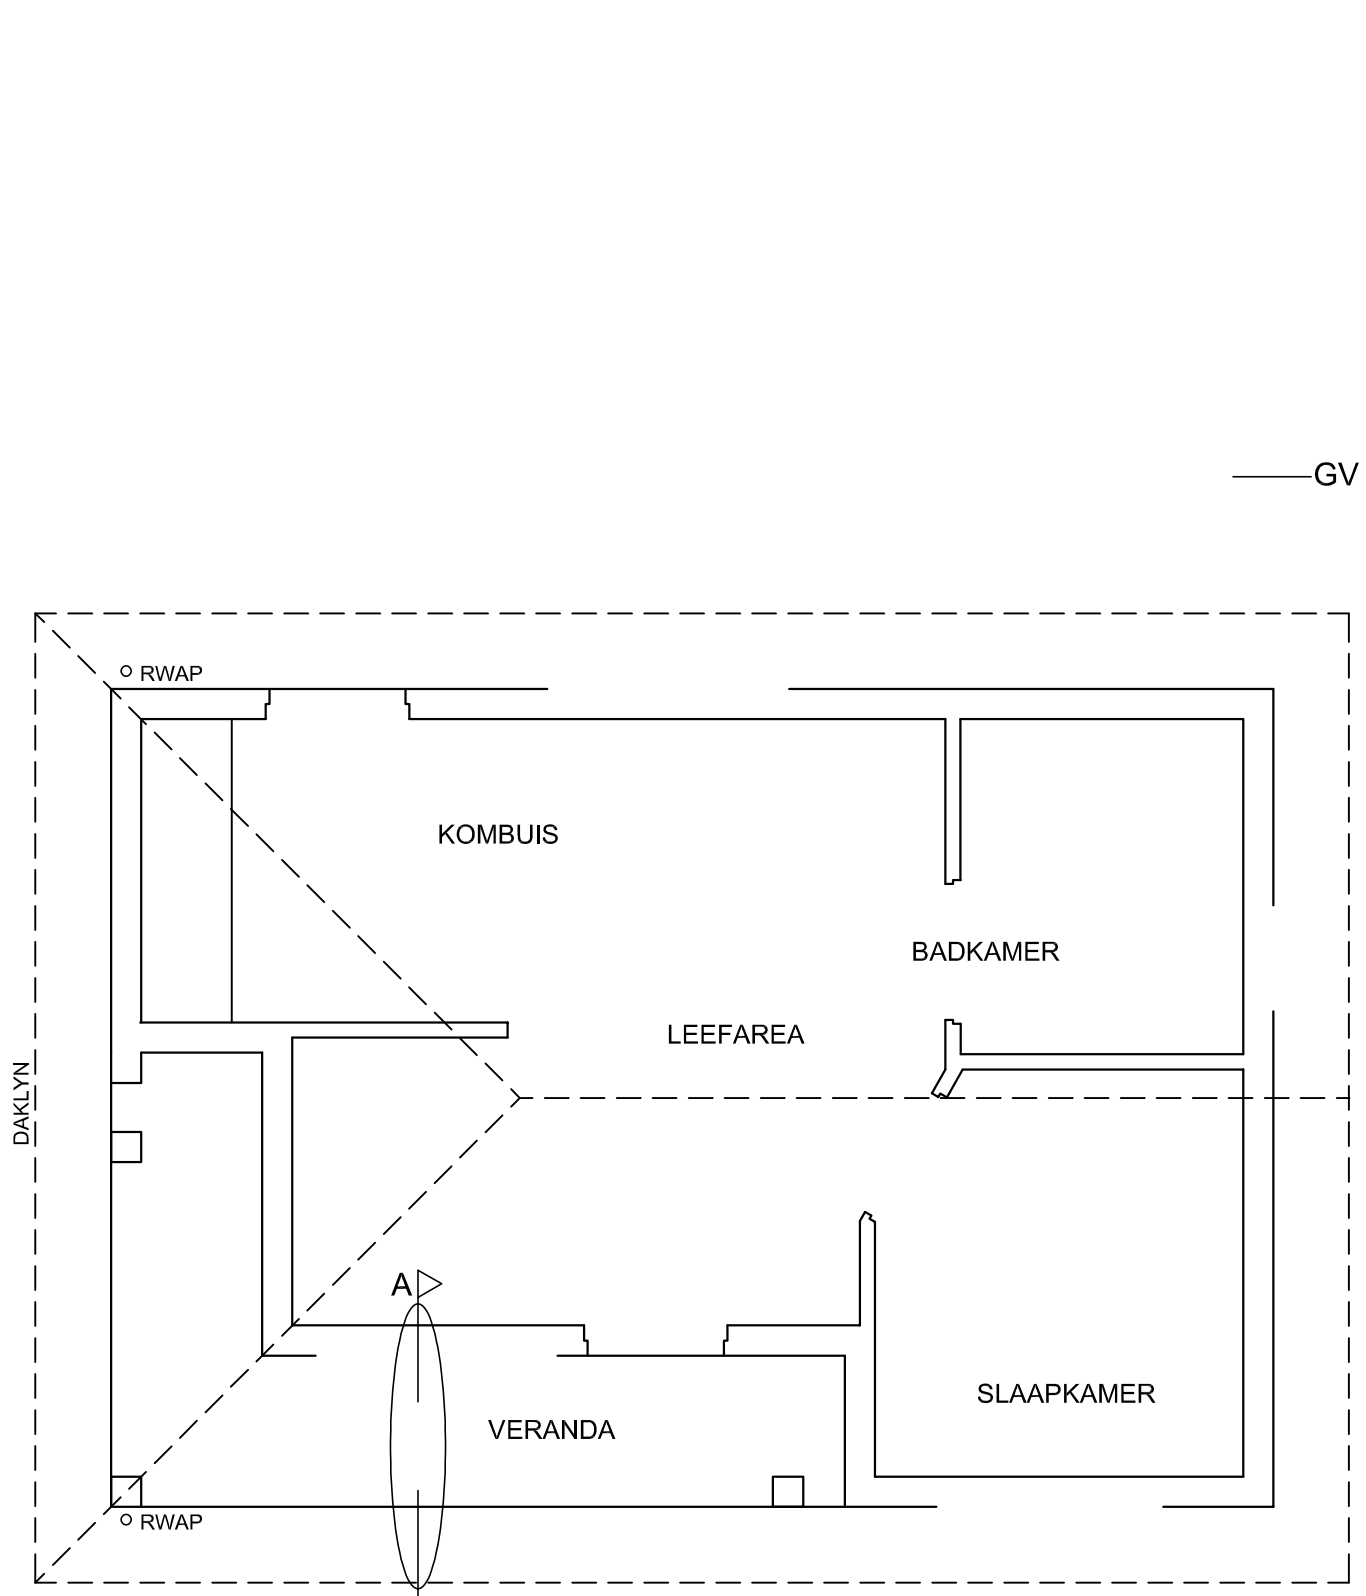 GV
RWAP
KOMBUIS
BADKAMER
LEEFAREA
DAKLYN
A
SLAAPKAMER
VERANDA
RWAP